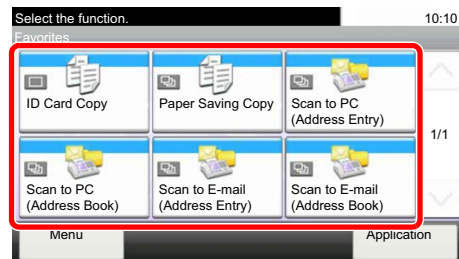 Select the function.
10:10
Favorites
ID Card Copy
Paper Saving Copy
Scan to PC
(Address Entry)
1/1
Scan to PC
(Address Book)
Scan to E-mail
(Address Entry)
Scan to E-mail
(Address Book)
Menu
Application